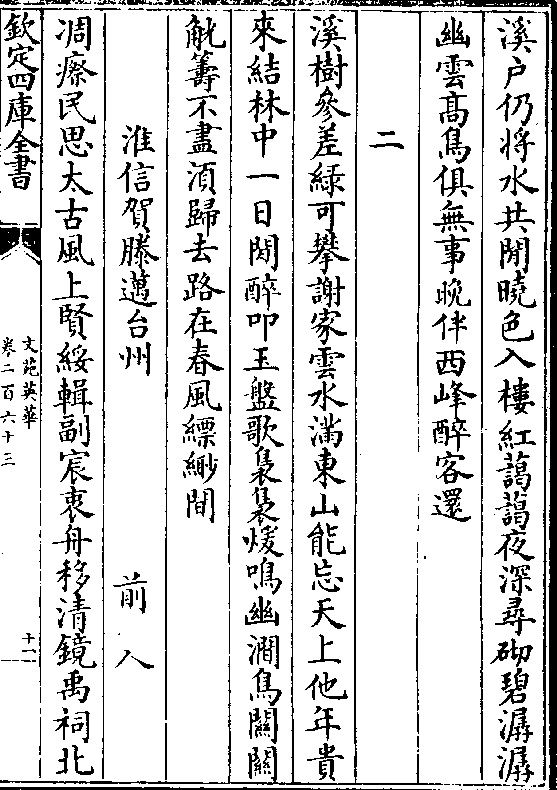 溪户仍將水共閒曉色入樓紅藹藹夜深尋砌碧潺潺
幽雲髙鳥俱無事晚伴西峰醉客還
二
溪樹參差緑可攀謝家雲水滿東山能忘天上他年貴
來結林中一日閑醉叩玉盤歌裊裊煖鳴幽澗鳥關關
觥籌不盡湏歸去路在春風縹緲間
淮信賀滕邁台州 前人
凋瘵民思太古風上賢綏輯副宸衷舟移清鏡禹祠北
欽定四庫全書
文苑英華
卷二百六十三
十一